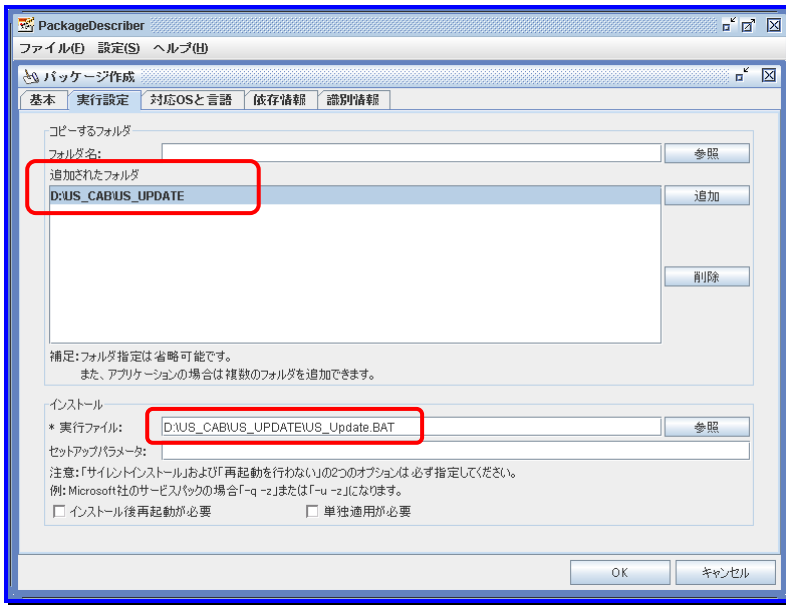 PackageDescriber
ファイル(F) 設定(S) ヘルプ(H)
パッケージ作成
基本 実行設定 対応OSと言語 依存情報 識別情報
コピーするフォルダ
フォルダ名: 参照
追加されたフォルダ
D:\US_CAB\US_UPDATE 追加
削除
補足:フォルダ指定は省略可能です。
また、アプリケーションの場合は複数のフォルダを追加できます。
インストール
* 実行ファイル: D:\US_CAB\US_UPDATE\US_Update.BAT 参照
セットアップパラメータ:
注意:「サイレントインストール」および「再起動を行わない」の2つのオプションは必ず指定してください。
例:Microsoft社のサービスパックの場合「-q -z」または「-u -z」になります。
インストール後再起動が必要 単独適用が必要
OK キャンセル